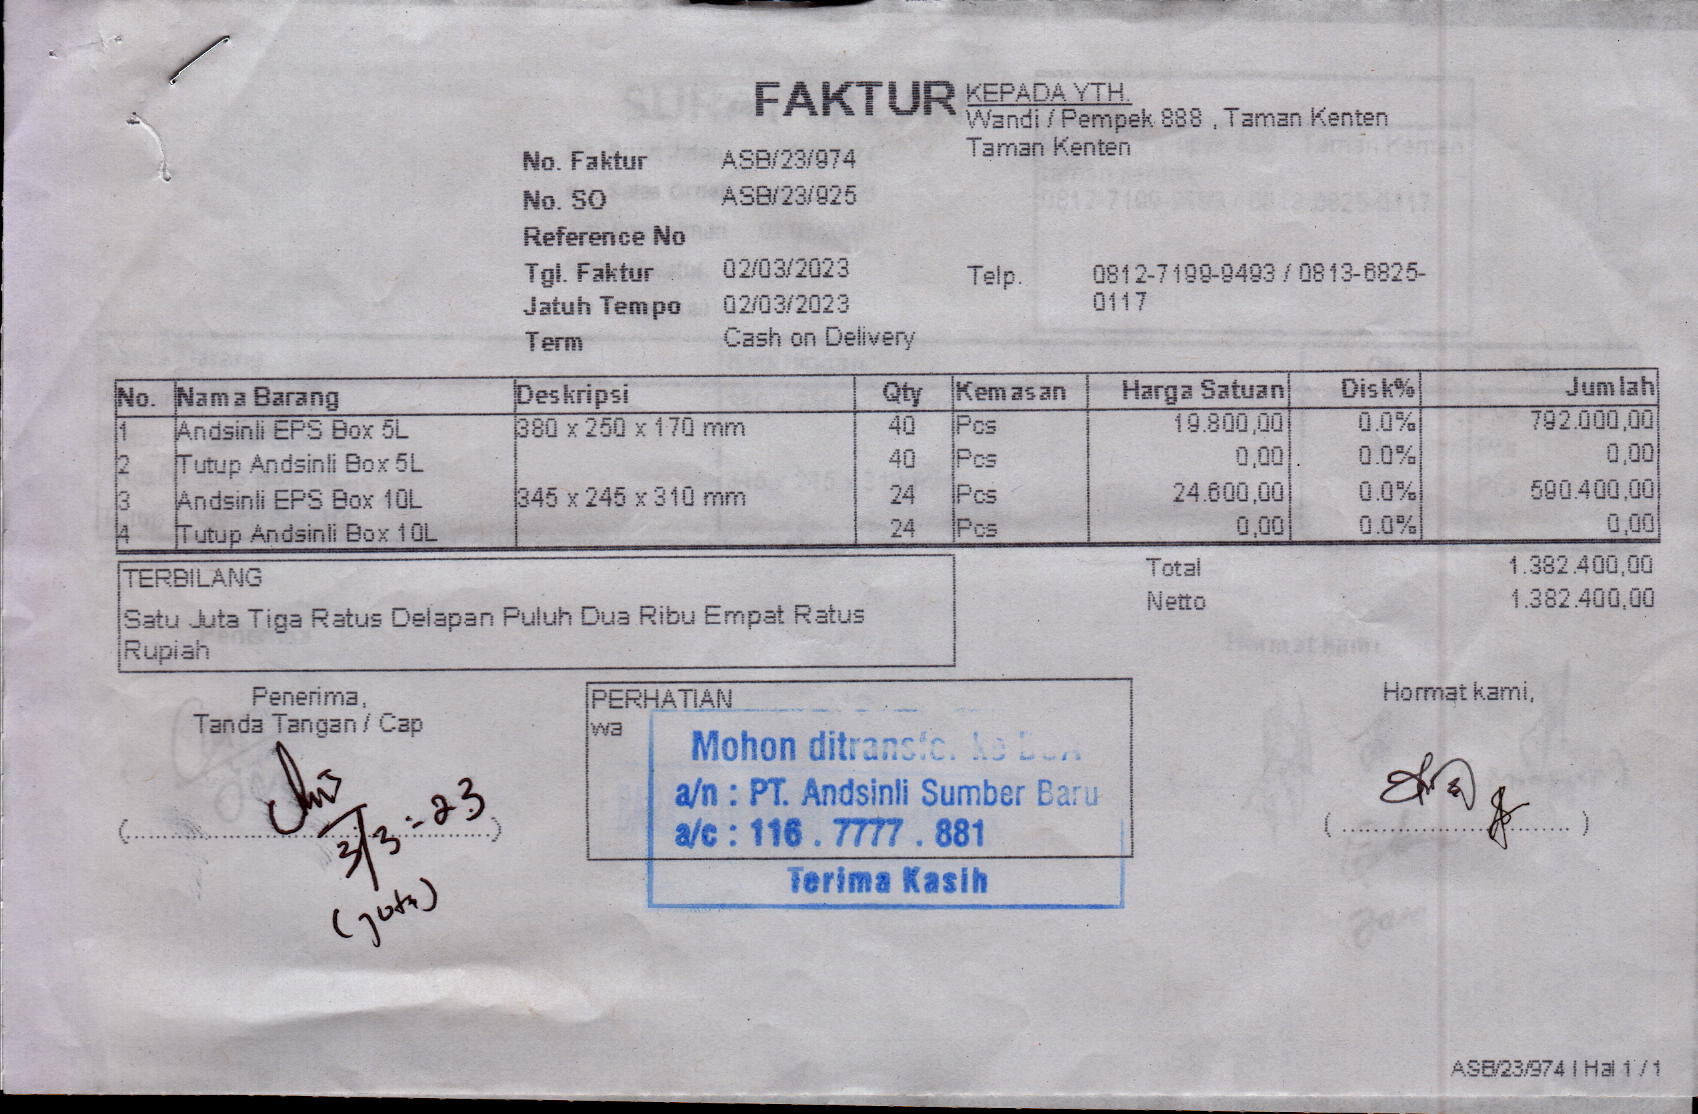 FAKTUR
KEPADA YTH.
Wandi / Pempek 888 , Taman Kenten
Taman Kenten
No. Faktur ASB/23/974
No. SO ASB/23/925
Reference No
Tgl. Faktur 02/03/2023
Telp. 0812-7199-9493 / 0813-6825-
0117
Jatuh Tempo 02/03/2023
Term Cash on Delivery
No. Nama Barang Deskripsi Qty Kemasan Harga Satuan Disk% Jumlah
1 Andsinli EPS Box 5L 380 x 250 x 170 mm 40 Pcs 19.800,00 0.0% 792.000,00
2 Tutup Andsinli Box 5L 40 Pcs 0,00 0.0% 0,00
3 Andsinli EPS Box 10L 345 x 245 x 310 mm 24 Pcs 24.600,00 0.0% 590.400,00
4 Tutup Andsinli Box 10L 24 Pcs 0,00 0.0% 0,00
Total 1.382.400,00
Netto 1.382.400,00
TERBILANG
Satu Juta Tiga Ratus Delapan Puluh Dua Ribu Empat Ratus
Rupiah
Penerima,
Tanda Tangan / Cap
3/3-23
PERHATIAN
wa
Mohon ditransfer ke BCA
a/n : PT. Andsinli Sumber Baru
a/c : 116 . 7777 . 881
Terima Kasih
Hormat kami,
ASB/23/974 | Hal 1 / 1